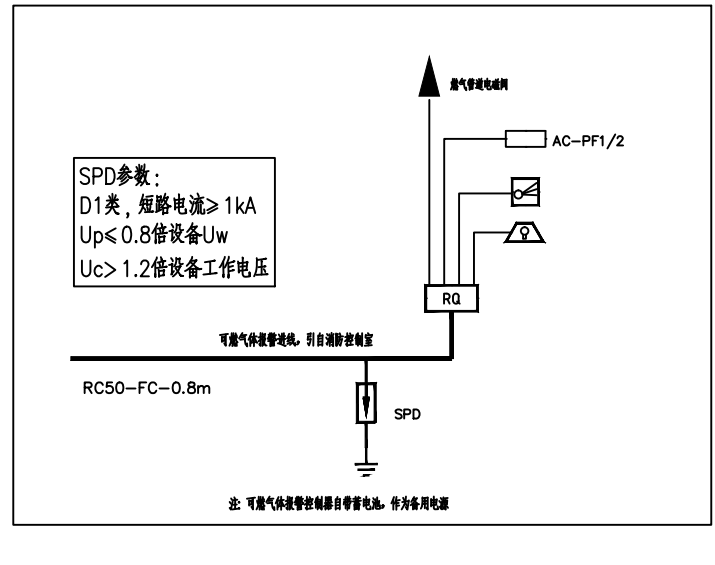 燃气管道电磁阀
AC-PF1/2
SPD参数:
D1类,短路电流≥1kA
Up≤0.8倍设备Uw
Uc>1.2倍设备工作电压
RQ
可燃气体报警进线,引自消防控制室
RC50-FC-0.8m
SPD
注: 可燃气体报警控制器自带蓄电池,作为备用电源